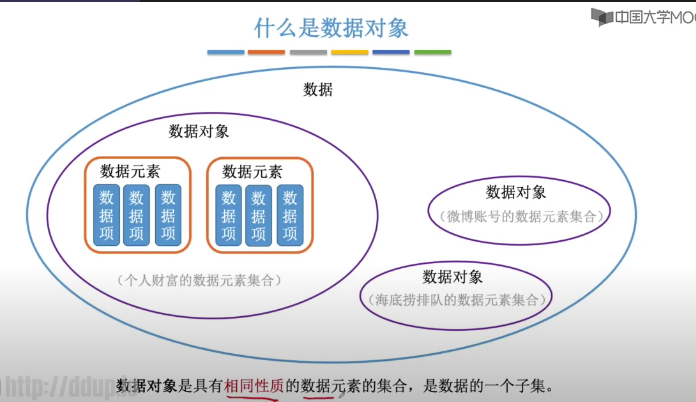 什么是数据对象
中国大学MOO
数据
数据对象
数据元素
数据元素
数据项
数据项
数据项
数据项
数据项
数据项
(个人财富的数据元素集合)
数据对象
(微博账号的数据元素集合)
数据对象
(海底捞排队的数据元素集合)
数据对象是具有相同性质的数据元素的集合，是数据的一个子集。
http://ddup.